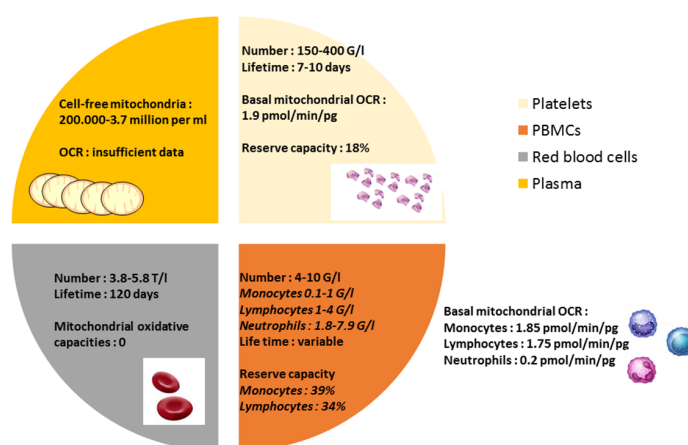 Cell-free mitochondria :
200.000-3.7 million per ml
OCR : insufficient data
Number : 150-400 G/l
Lifetime : 7-10 days
Basal mitochondrial OCR :
1.9 pmol/min/pg
Reserve capacity : 18%
Platelets
PBMCs
Red blood cells
Plasma
Number : 3.8-5.8 T/l
Lifetime : 120 days
Mitochondrial oxidative
capacities : 0
Number : 4-10 G/l
Monocytes 0.1-1 G/l
Lymphocytes 1-4 G/l
Neutrophils : 1.8-7.9 G/l
Life time : variable
Reserve capacity
Monocytes : 39%
Lymphocytes : 34%
Basal mitochondrial OCR :
Monocytes : 1.85 pmol/min/pg
Lymphocytes : 1.75 pmol/min/pg
Neutrophils : 0.2 pmol/min/pg